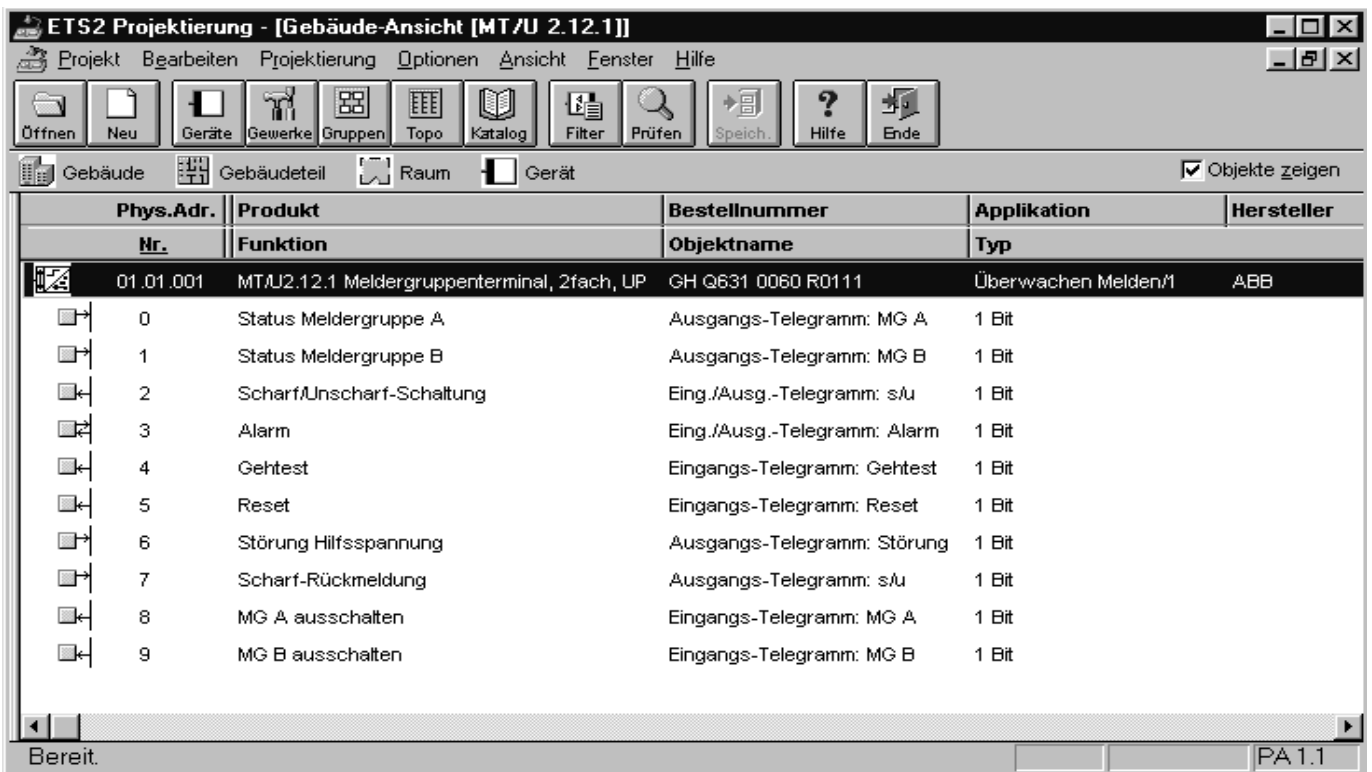 ETS2 Projektierung - [Gebäude-Ansicht [MT/U 2.12.1]]
Projekt Bearbeiten Projektierung Optionen Ansicht Fenster Hilfe
Öffnen Neu Geräte Gewerke Gruppen Topo Katalog Filter Prüfen Speich. Hilfe Ende
Gebäude Gebäudeteil Raum Gerät Objekte zeigen
Phys.Adr. Produkt Bestellnummer Applikation Hersteller
Nr. Funktion Objektname Typ
01.01.001 MT/U2.12.1 Meldergruppenterminal, 2fach, UP GH Q631 0060 R0111 Überwachen Melden/1 ABB
0 Status Meldergruppe A Ausgangs-Telegramm: MG A 1 Bit
1 Status Meldergruppe B Ausgangs-Telegramm: MG B 1 Bit
2 Scharf/Unscharf-Schaltung Eing./Ausg.-Telegramm: s/u 1 Bit
3 Alarm Eing./Ausg.-Telegramm: Alarm 1 Bit
4 Gehtest Eingangs-Telegramm: Gehtest 1 Bit
5 Reset Eingangs-Telegramm: Reset 1 Bit
6 Störung Hilfsspannung Ausgangs-Telegramm: Störung 1 Bit
7 Scharf-Rückmeldung Ausgangs-Telegramm: s/u 1 Bit
8 MG A ausschalten Eingangs-Telegramm: MG A 1 Bit
9 MG B ausschalten Eingangs-Telegramm: MG B 1 Bit
Bereit. PA 1.1